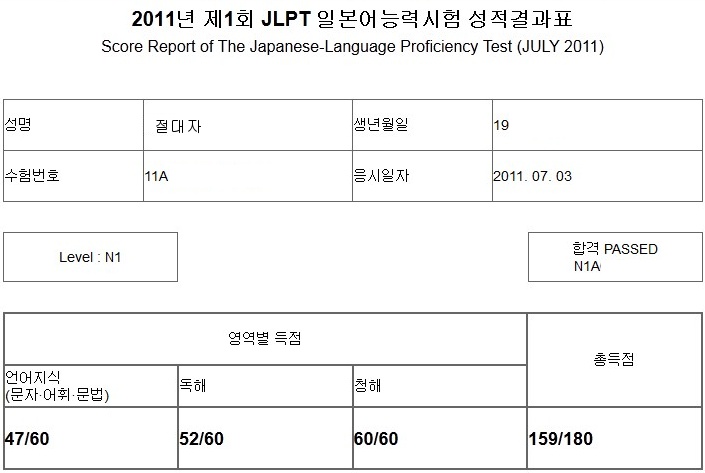 2011년 제1회 JLPT 일본어능력시험 성적결과표
Score Report of The Japanese-Language Proficiency Test (JULY 2011)
성명 절대자 생년월일 19
수험번호 11A 응시일자 2011. 07. 03
Level : N1
합격 PASSED
N1A
영역별 득점
총득점
언어지식
(문자·어휘·문법)
독해
청해
47/60 52/60 60/60 159/180